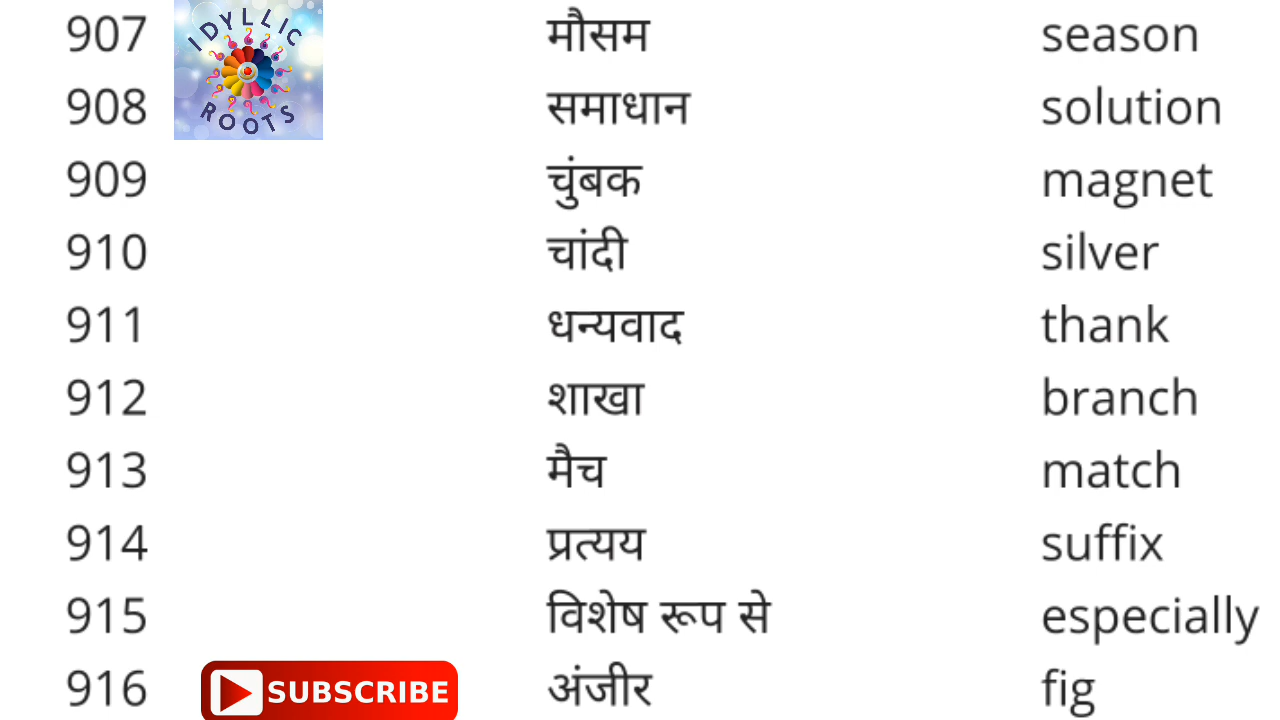 907 मौसम season
IDYLLIC
ROOTS
908 समाधान solution
909 चुंबक magnet
910 चांदी silver
911 धन्यवाद thank
912 शाखा branch
913 मैच match
914 प्रत्यय suffix
915 विशेष रूप से especially
916 SUBSCRIBE अंजीर fig